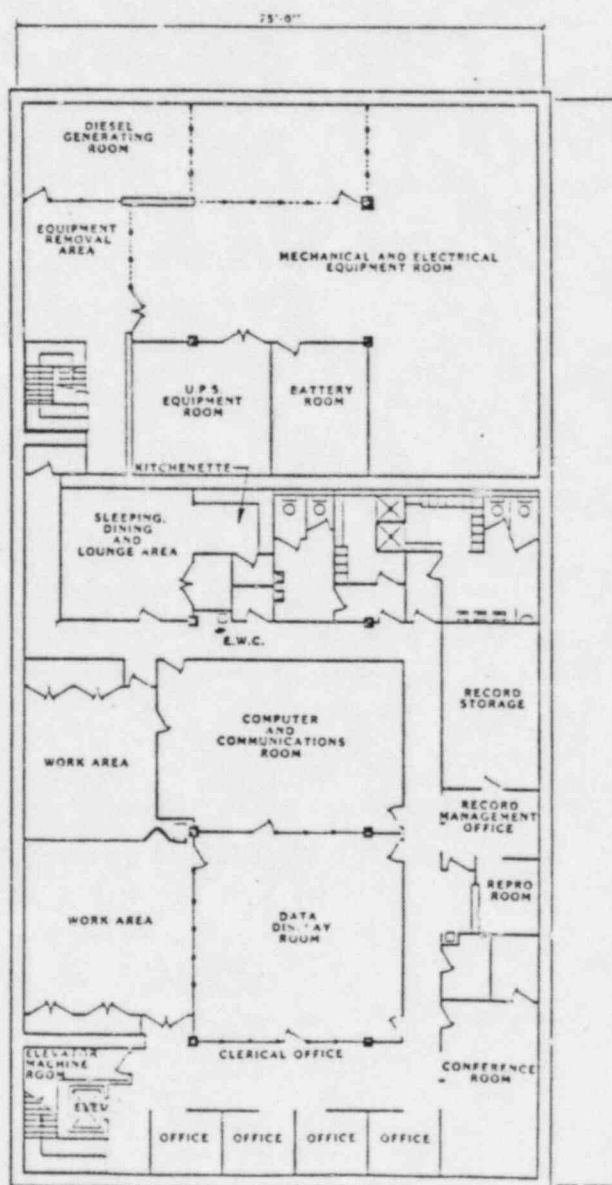 75'-0"
DIESEL
GENERATING
ROOM
EQUIPMENT
REMOVAL
AREA
MECHANICAL AND ELECTRICAL
EQUIPMENT ROOM
U.P.S.
EQUIPMENT
ROOM
BATTERY
ROOM
KITCHENETTE
SLEEPING,
DINING
AND
LOUNGE AREA
E.W.C.
COMPUTER
AND
COMMUNICATIONS
ROOM
RECORD
STORAGE
WORK AREA
RECORD
MANAGEMENT
OFFICE
REPRO
ROOM
WORK AREA
DATA
DISPLAY
ROOM
CLERICAL OFFICE
ELEVATOR
MACHINE
ROOM
CONFERENCE
ROOM
ELEV
OFFICE
OFFICE
OFFICE
OFFICE